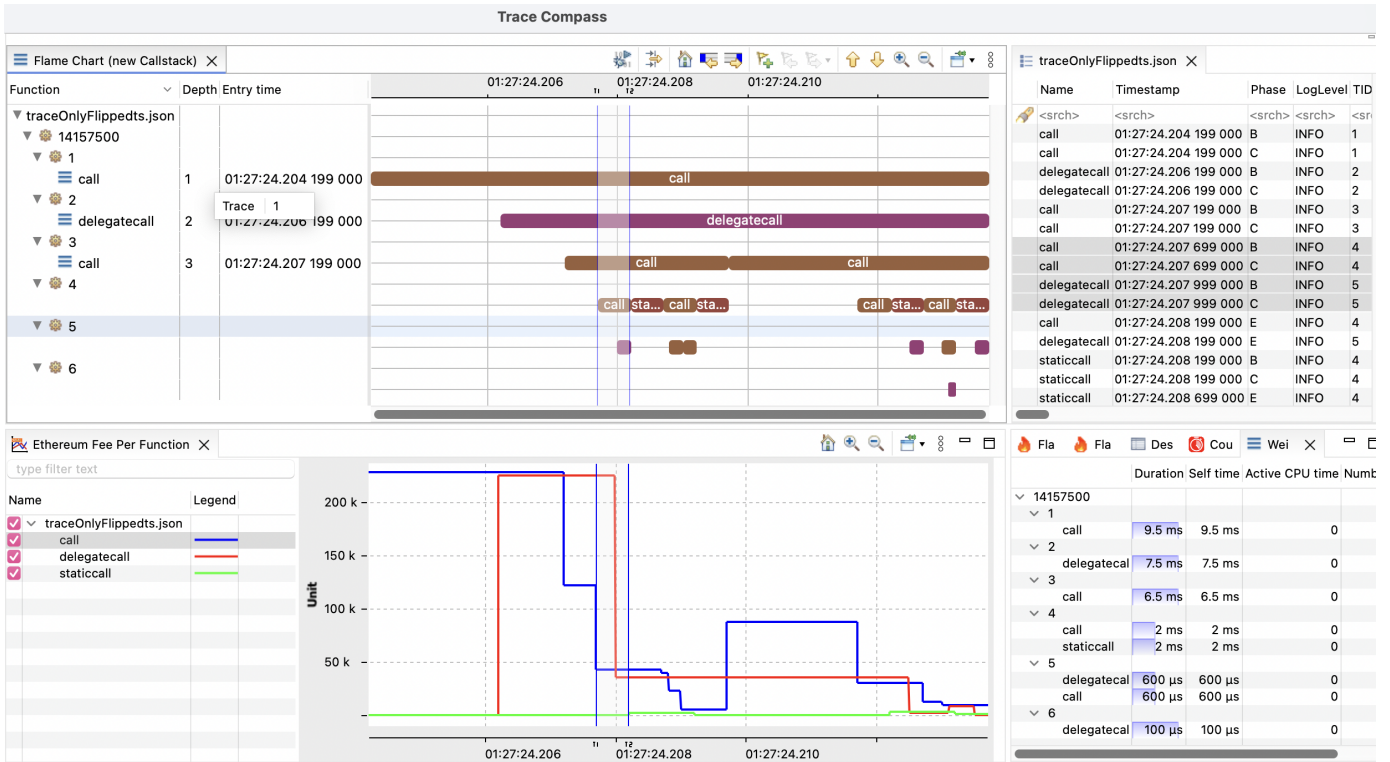 Trace Compass
Flame Chart (new Callstack)
Function Depth Entry time
01:27:24.206 01:27:24.208 01:27:24.210
T1 T2
traceOnlyFlippedts.json
14157500
1
call 1 01:27:24.204 199 000
call
2
Trace 1
delegatecall 2 01:27:24.206 199 000
delegatecall
3
call 3 01:27:24.207 199 000
call call
4
call sta... call sta... call sta... call sta...
5
6
traceOnlyFlippedts.json
Name Timestamp Phase LogLevel TID
<srch> <srch> <srch> <srch> <src
call 01:27:24.204 199 000 B INFO 1
call 01:27:24.204 199 000 C INFO 1
delegatecall 01:27:24.206 199 000 B INFO 2
delegatecall 01:27:24.206 199 000 C INFO 2
call 01:27:24.207 199 000 B INFO 3
call 01:27:24.207 199 000 C INFO 3
call 01:27:24.207 699 000 B INFO 4
call 01:27:24.207 699 000 C INFO 4
delegatecall 01:27:24.207 999 000 B INFO 5
delegatecall 01:27:24.207 999 000 C INFO 5
call 01:27:24.208 199 000 E INFO 4
delegatecall 01:27:24.208 199 000 E INFO 5
staticcall 01:27:24.208 199 000 B INFO 4
staticcall 01:27:24.208 199 000 C INFO 4
staticcall 01:27:24.208 699 000 E INFO 4
Ethereum Fee Per Function
type filter text
Name Legend
traceOnlyFlippedts.json
call
delegatecall
staticcall
Unit
200 k
150 k
100 k
50 k
T1 T2
01:27:24.206 01:27:24.208 01:27:24.210
Fla Fla Des Cou Wei
Duration Self time Active CPU time Numb
14157500
1
call 9.5 ms 9.5 ms 0
2
delegatecal 7.5 ms 7.5 ms 0
3
call 6.5 ms 6.5 ms 0
4
call 2 ms 2 ms 0
staticcall 2 ms 2 ms 0
5
delegatecal 600 µs 600 µs 0
call 600 µs 600 µs 0
6
delegatecal 100 µs 100 µs 0